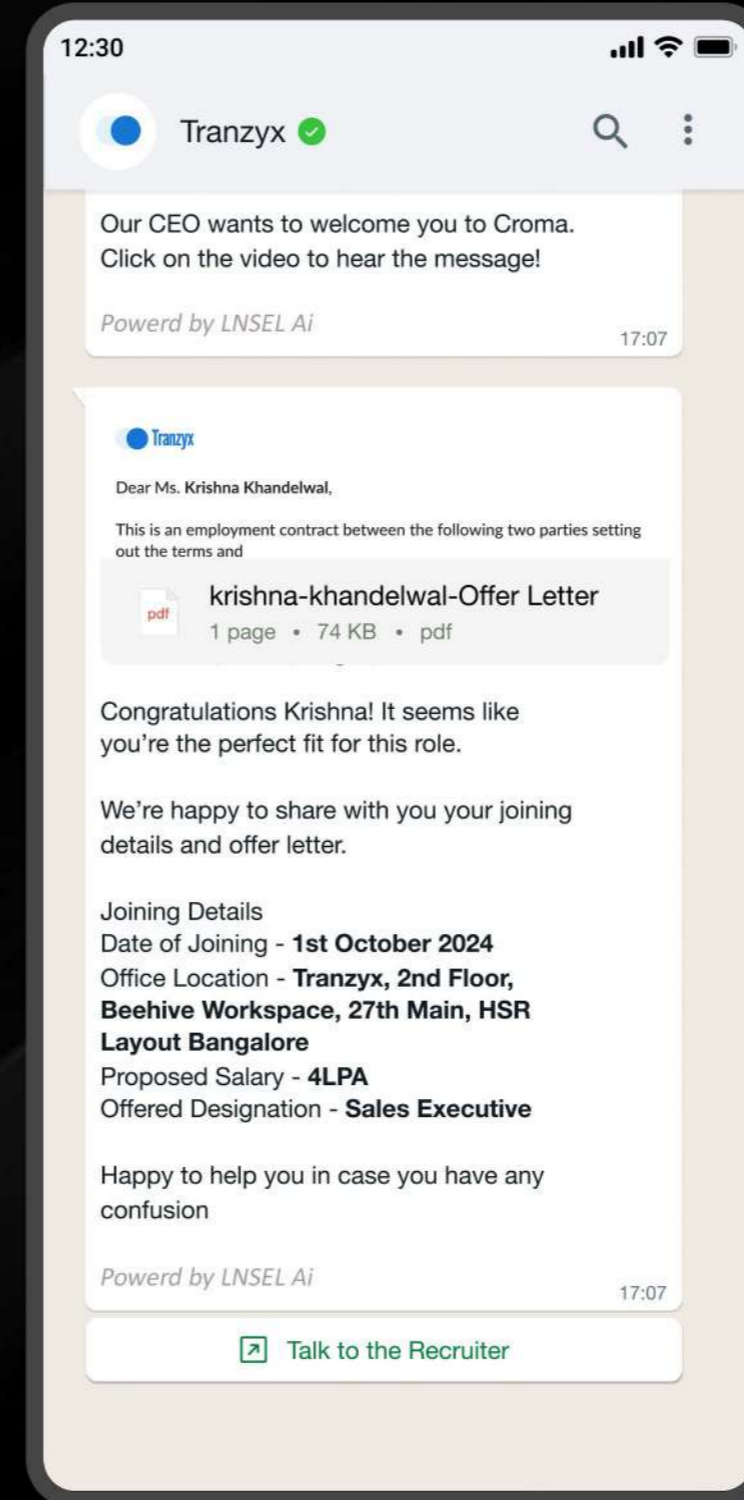 12:30
Tranzyx
Our CEO wants to welcome you to Croma.
Click on the video to hear the message!
Powerd by LNSEL Ai
17:07
Tranzyx
Dear Ms. Krishna Khandelwal,
This is an employment contract between the following two parties setting
out the terms and
pdf
krishna-khandelwal-Offer Letter
1 page • 74 KB • pdf
Congratulations Krishna! It seems like
you’re the perfect fit for this role.
We’re happy to share with you your joining
details and offer letter.
Joining Details
Date of Joining - 1st October 2024
Office Location - Tranzyx, 2nd Floor,
Beehive Workspace, 27th Main, HSR
Layout Bangalore
Proposed Salary - 4LPA
Offered Designation - Sales Executive
Happy to help you in case you have any
confusion
Powerd by LNSEL Ai
17:07
Talk to the Recruiter